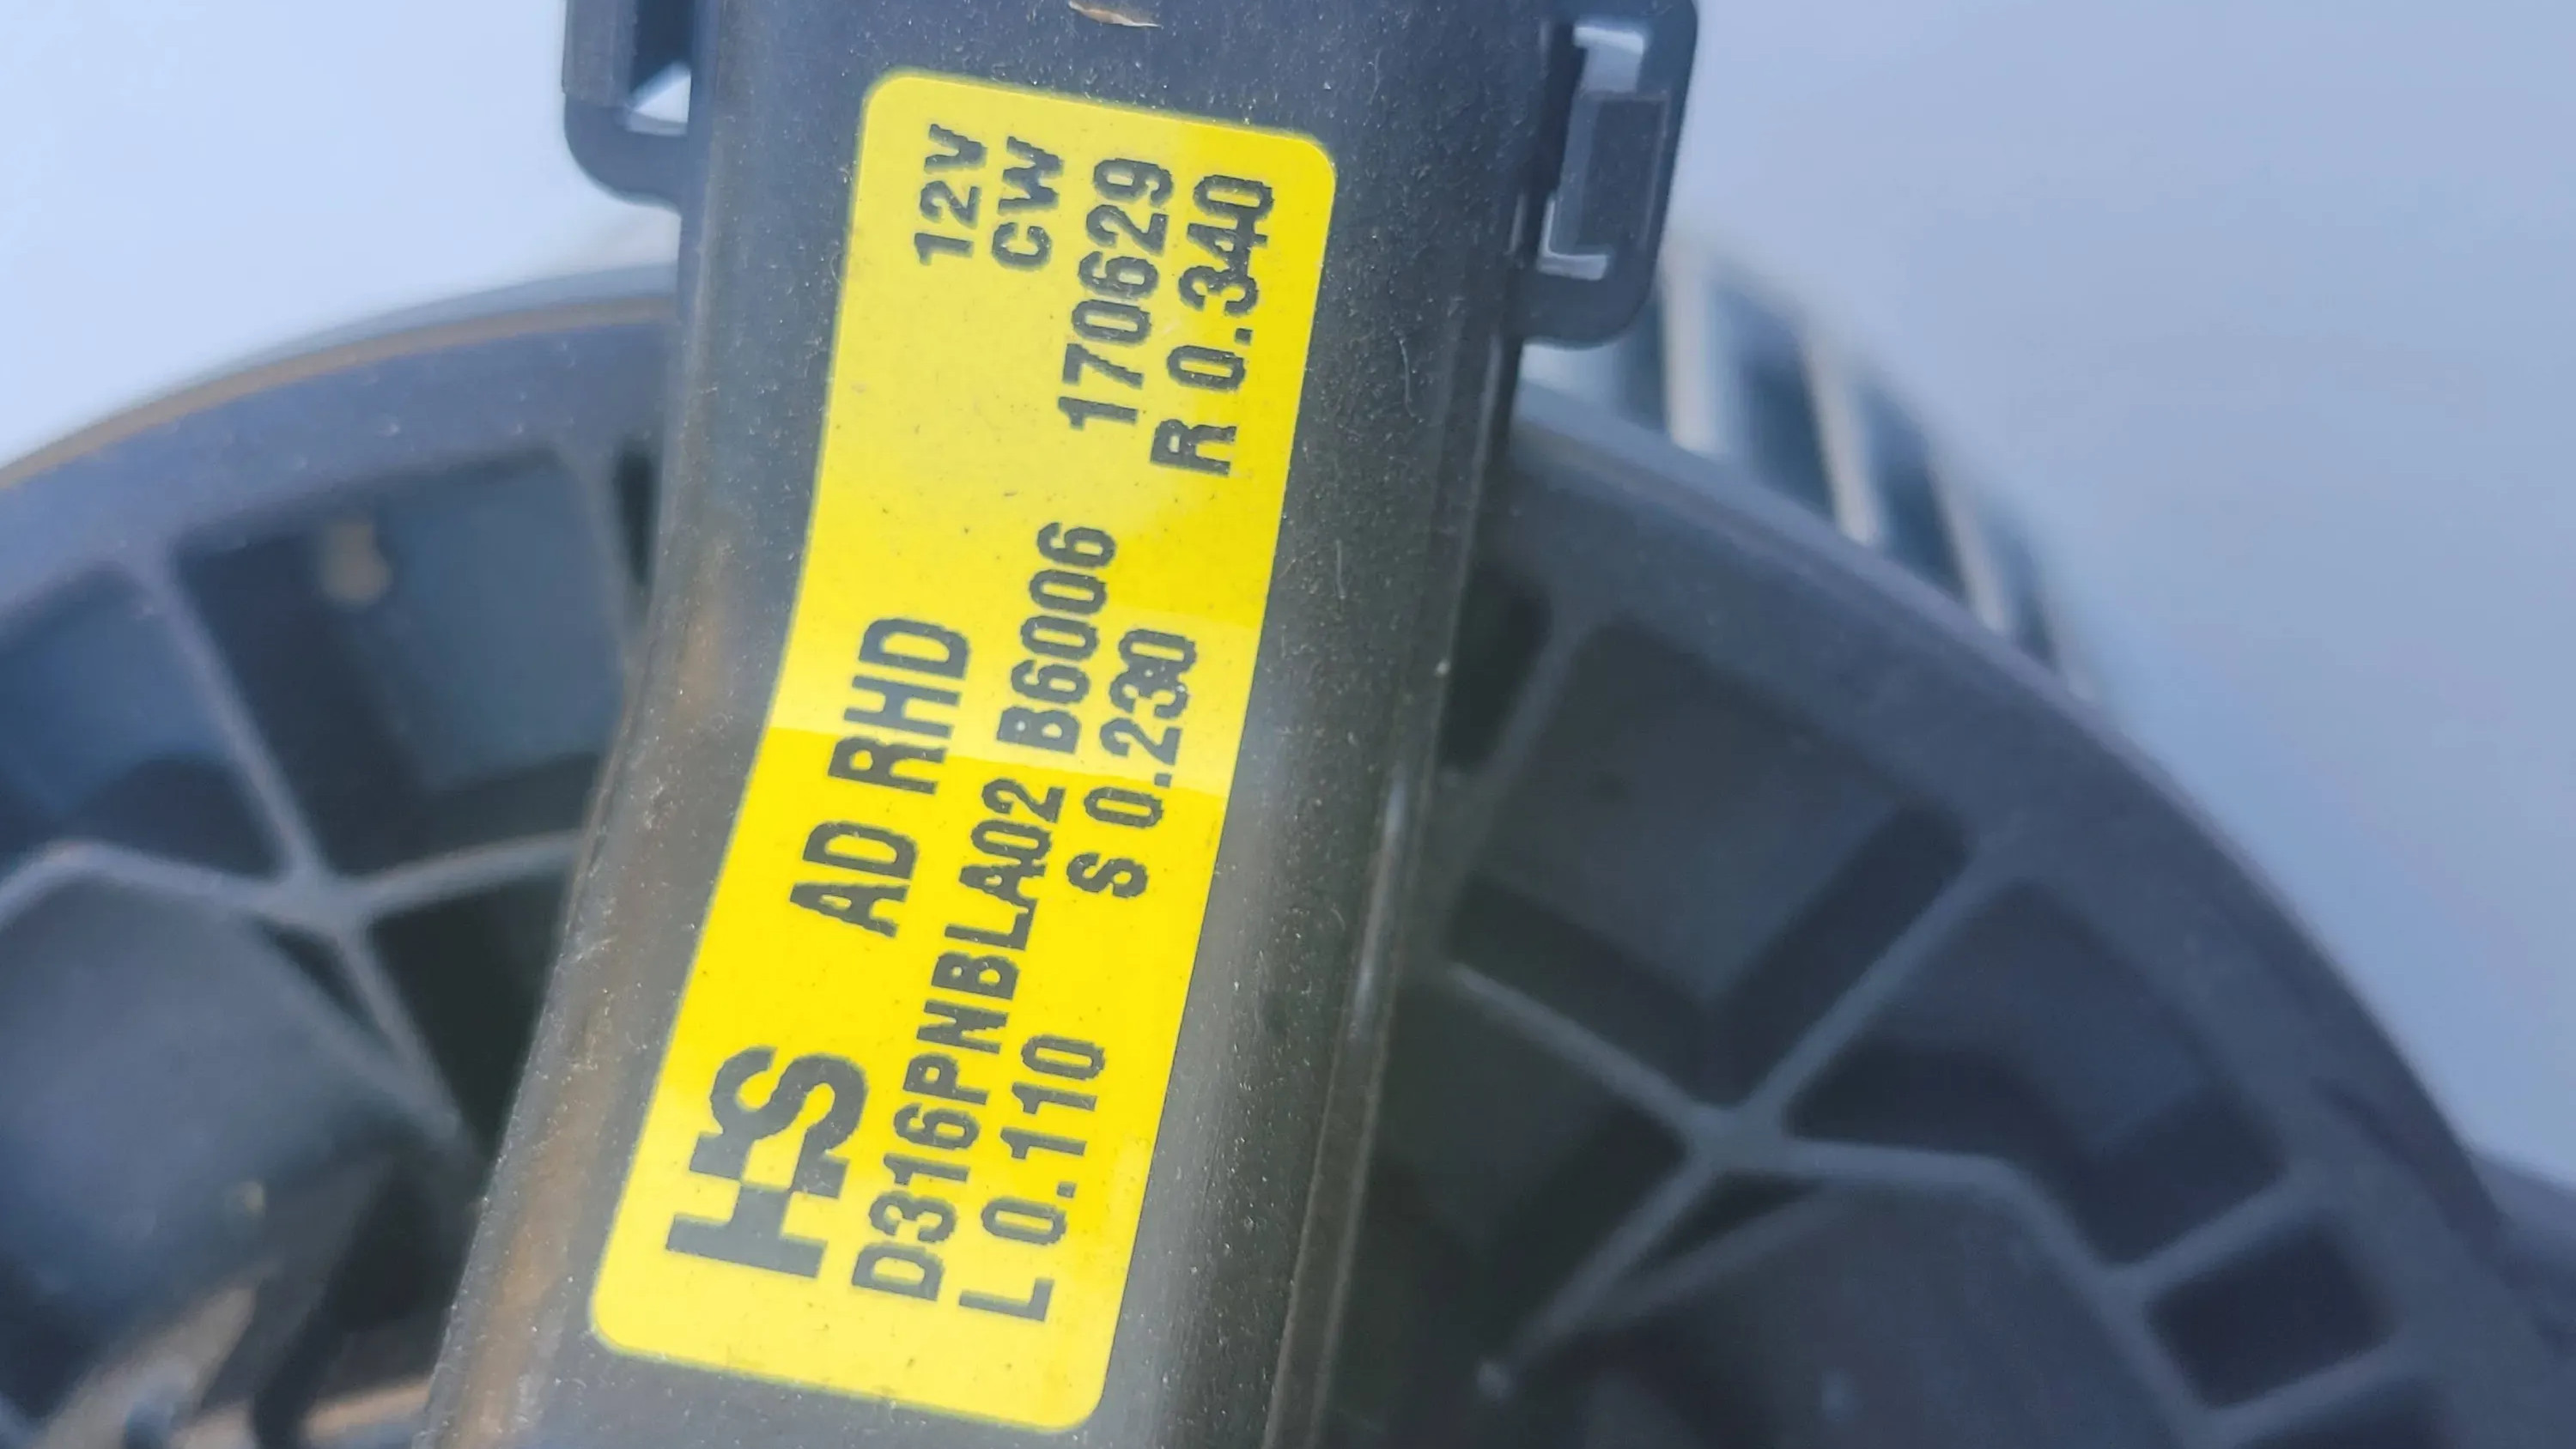 HS AD RHD 12V
D316PNBLA02 B6006 CW
L 0.110 S 0.230 170629
R 0.340